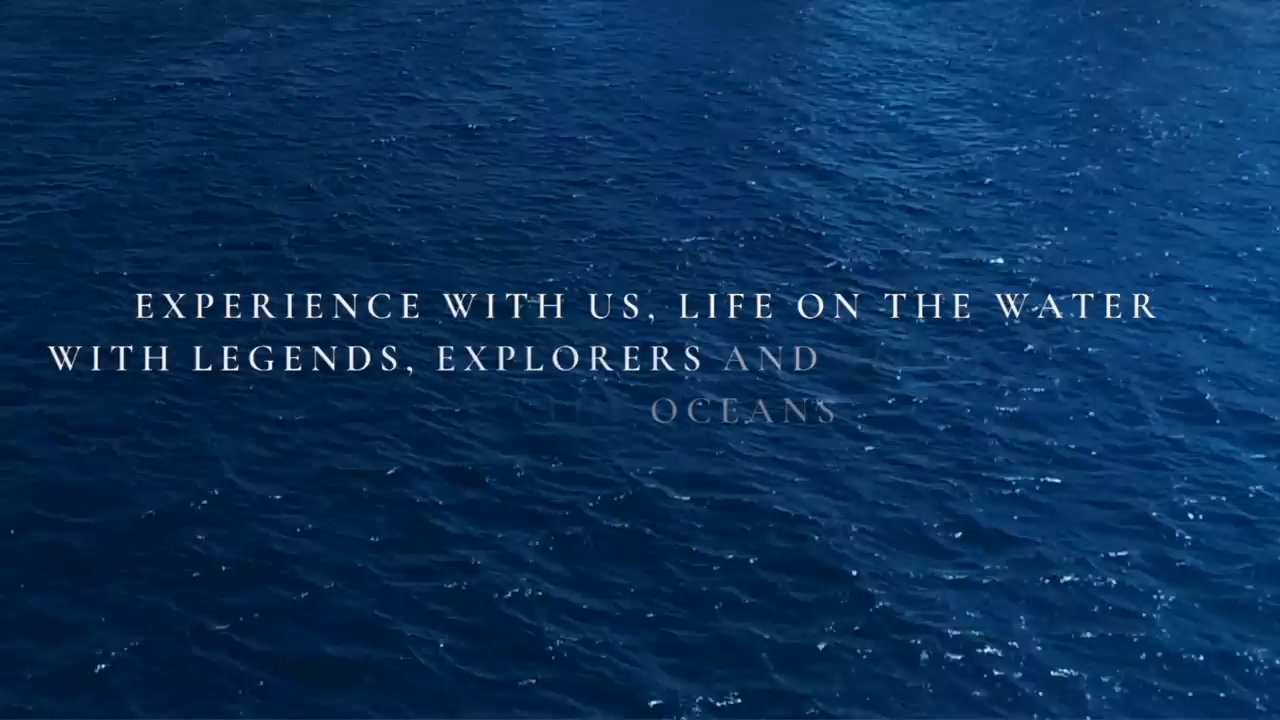 EXPERIENCE WITH US, LIFE ON THE WATER
WITH LEGENDS, EXPLORERS AND
OCEANS